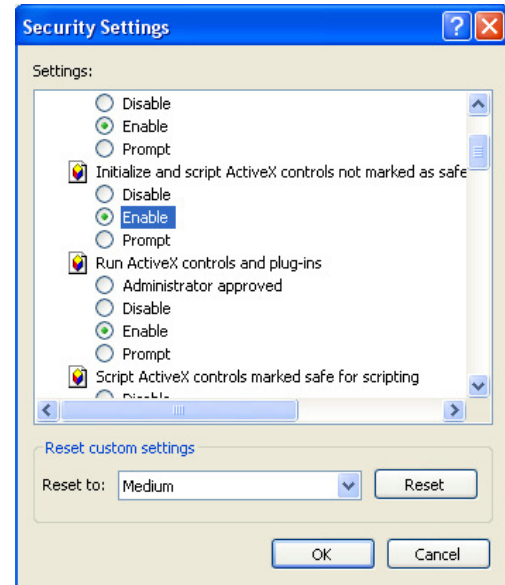 Security Settings
Settings:
Disable
Enable
Prompt
Initialize and script ActiveX controls not marked as safe
Disable
Enable
Prompt
Run ActiveX controls and plug-ins
Administrator approved
Disable
Enable
Prompt
Script ActiveX controls marked safe for scripting
Disable
Reset custom settings
Reset to: Medium Reset
OK Cancel